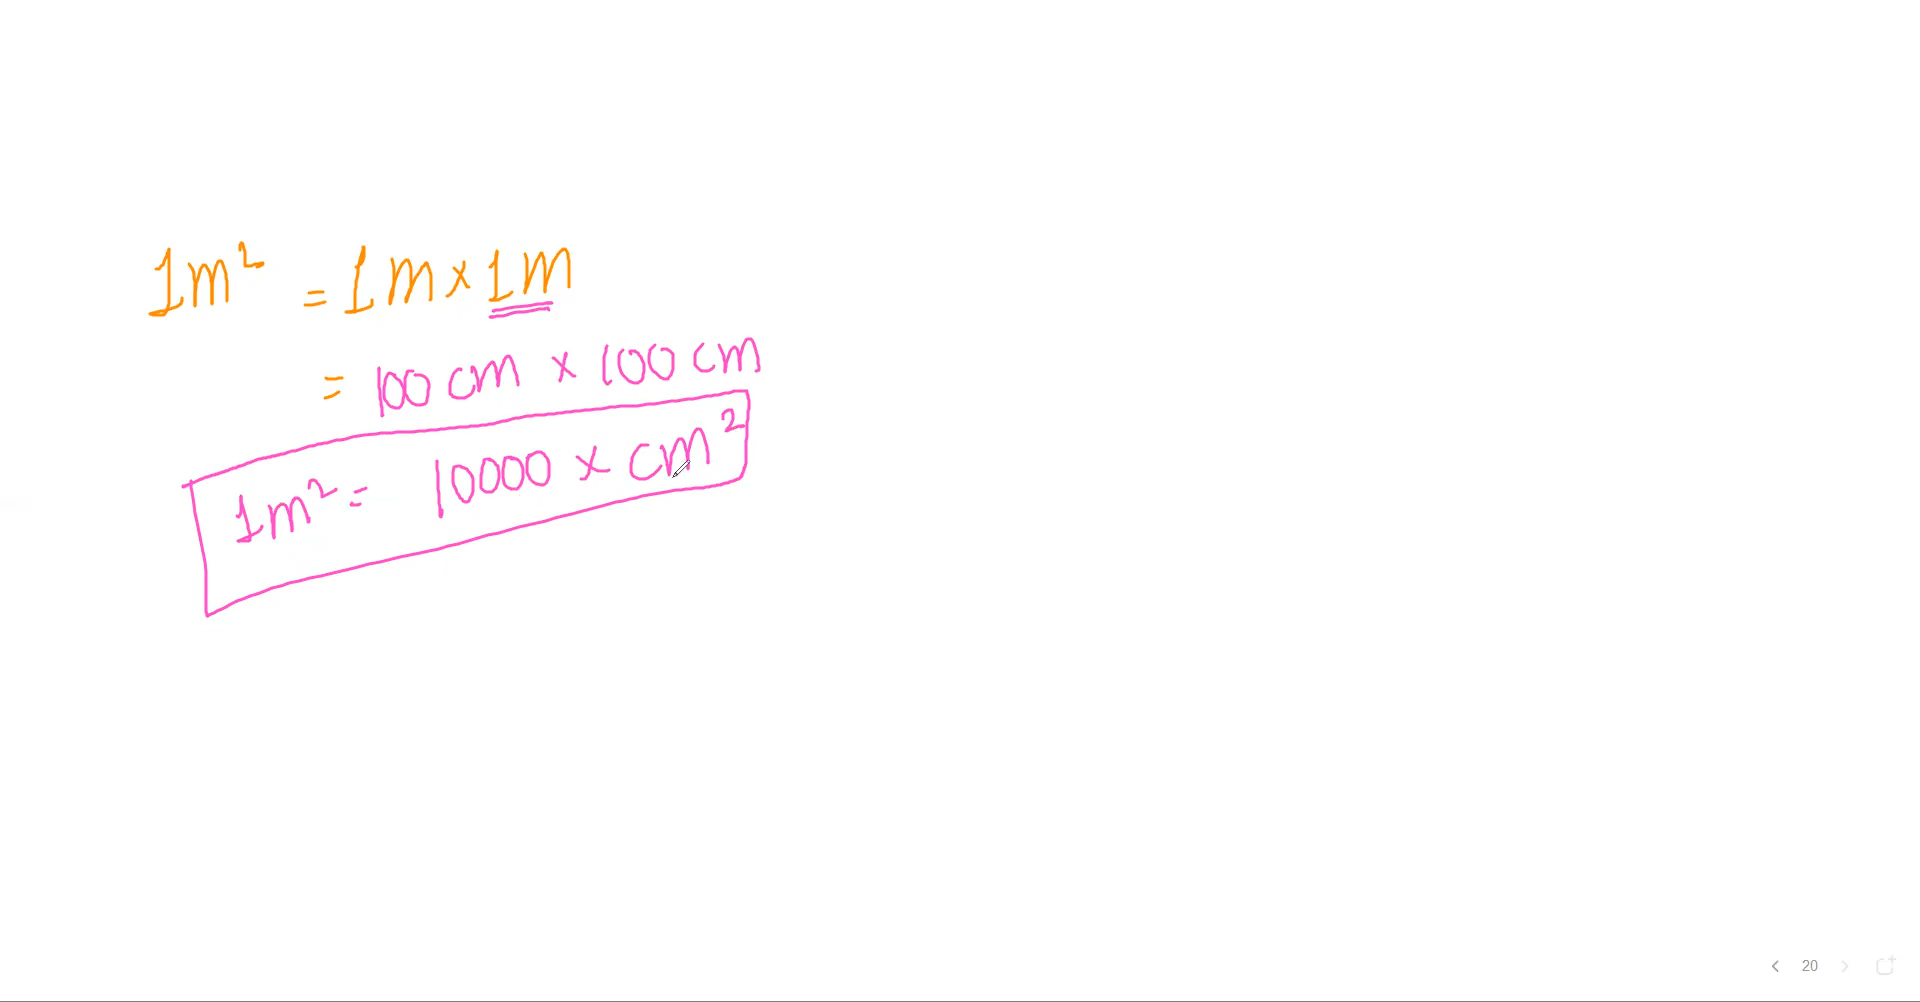 1m² = 1m × 1m
= 100 cm × 100 cm
1m² = 10000 × cm²
20